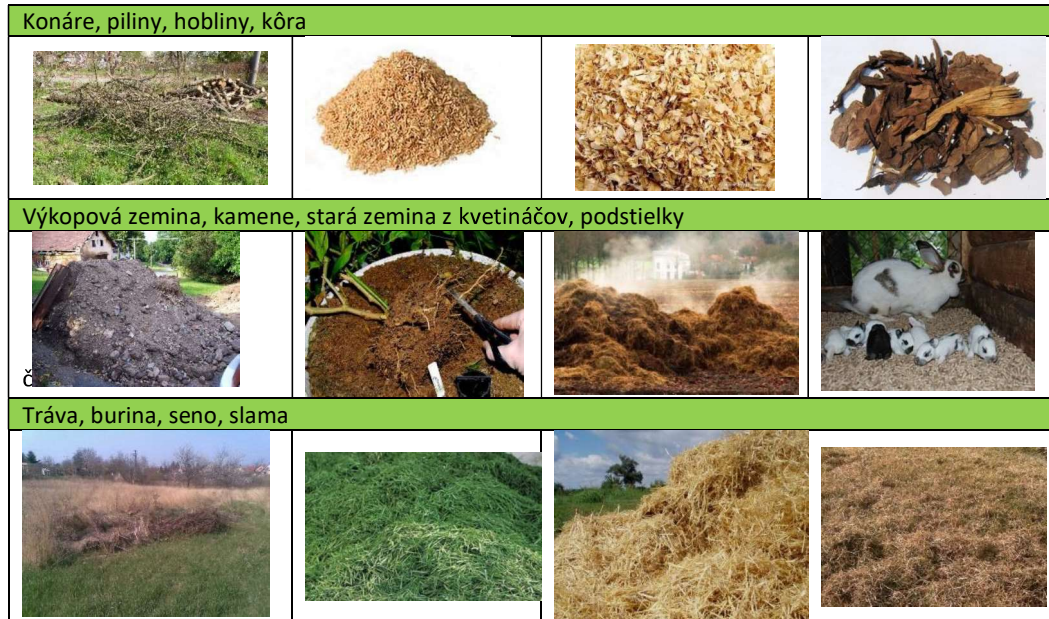 Konáre, piliny, hobliny, kôra
Výkopová zemina, kamene, stará zemina z kvetináčov, podstielky
č
Tráva, burina, seno, slama